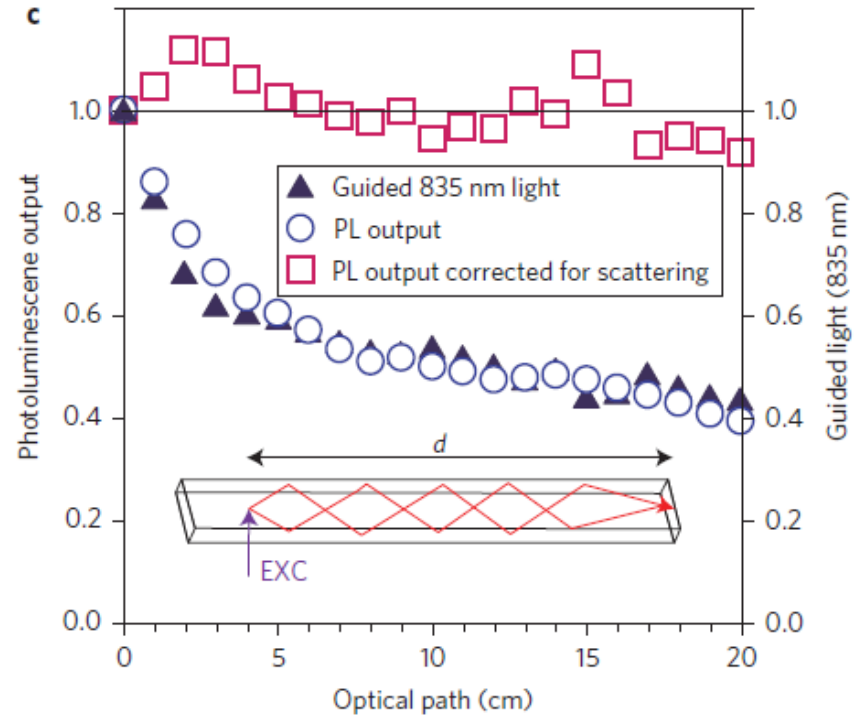 c
Photoluminescene output
1.0
0.8
0.6
0.4
0.2
0.0
Guided 835 nm light
PL output
PL output corrected for scattering
d
EXC
1.0
0.8
0.6
0.4
0.2
0.0
Guided light (835 nm)
0 5 10 15 20
Optical path (cm)